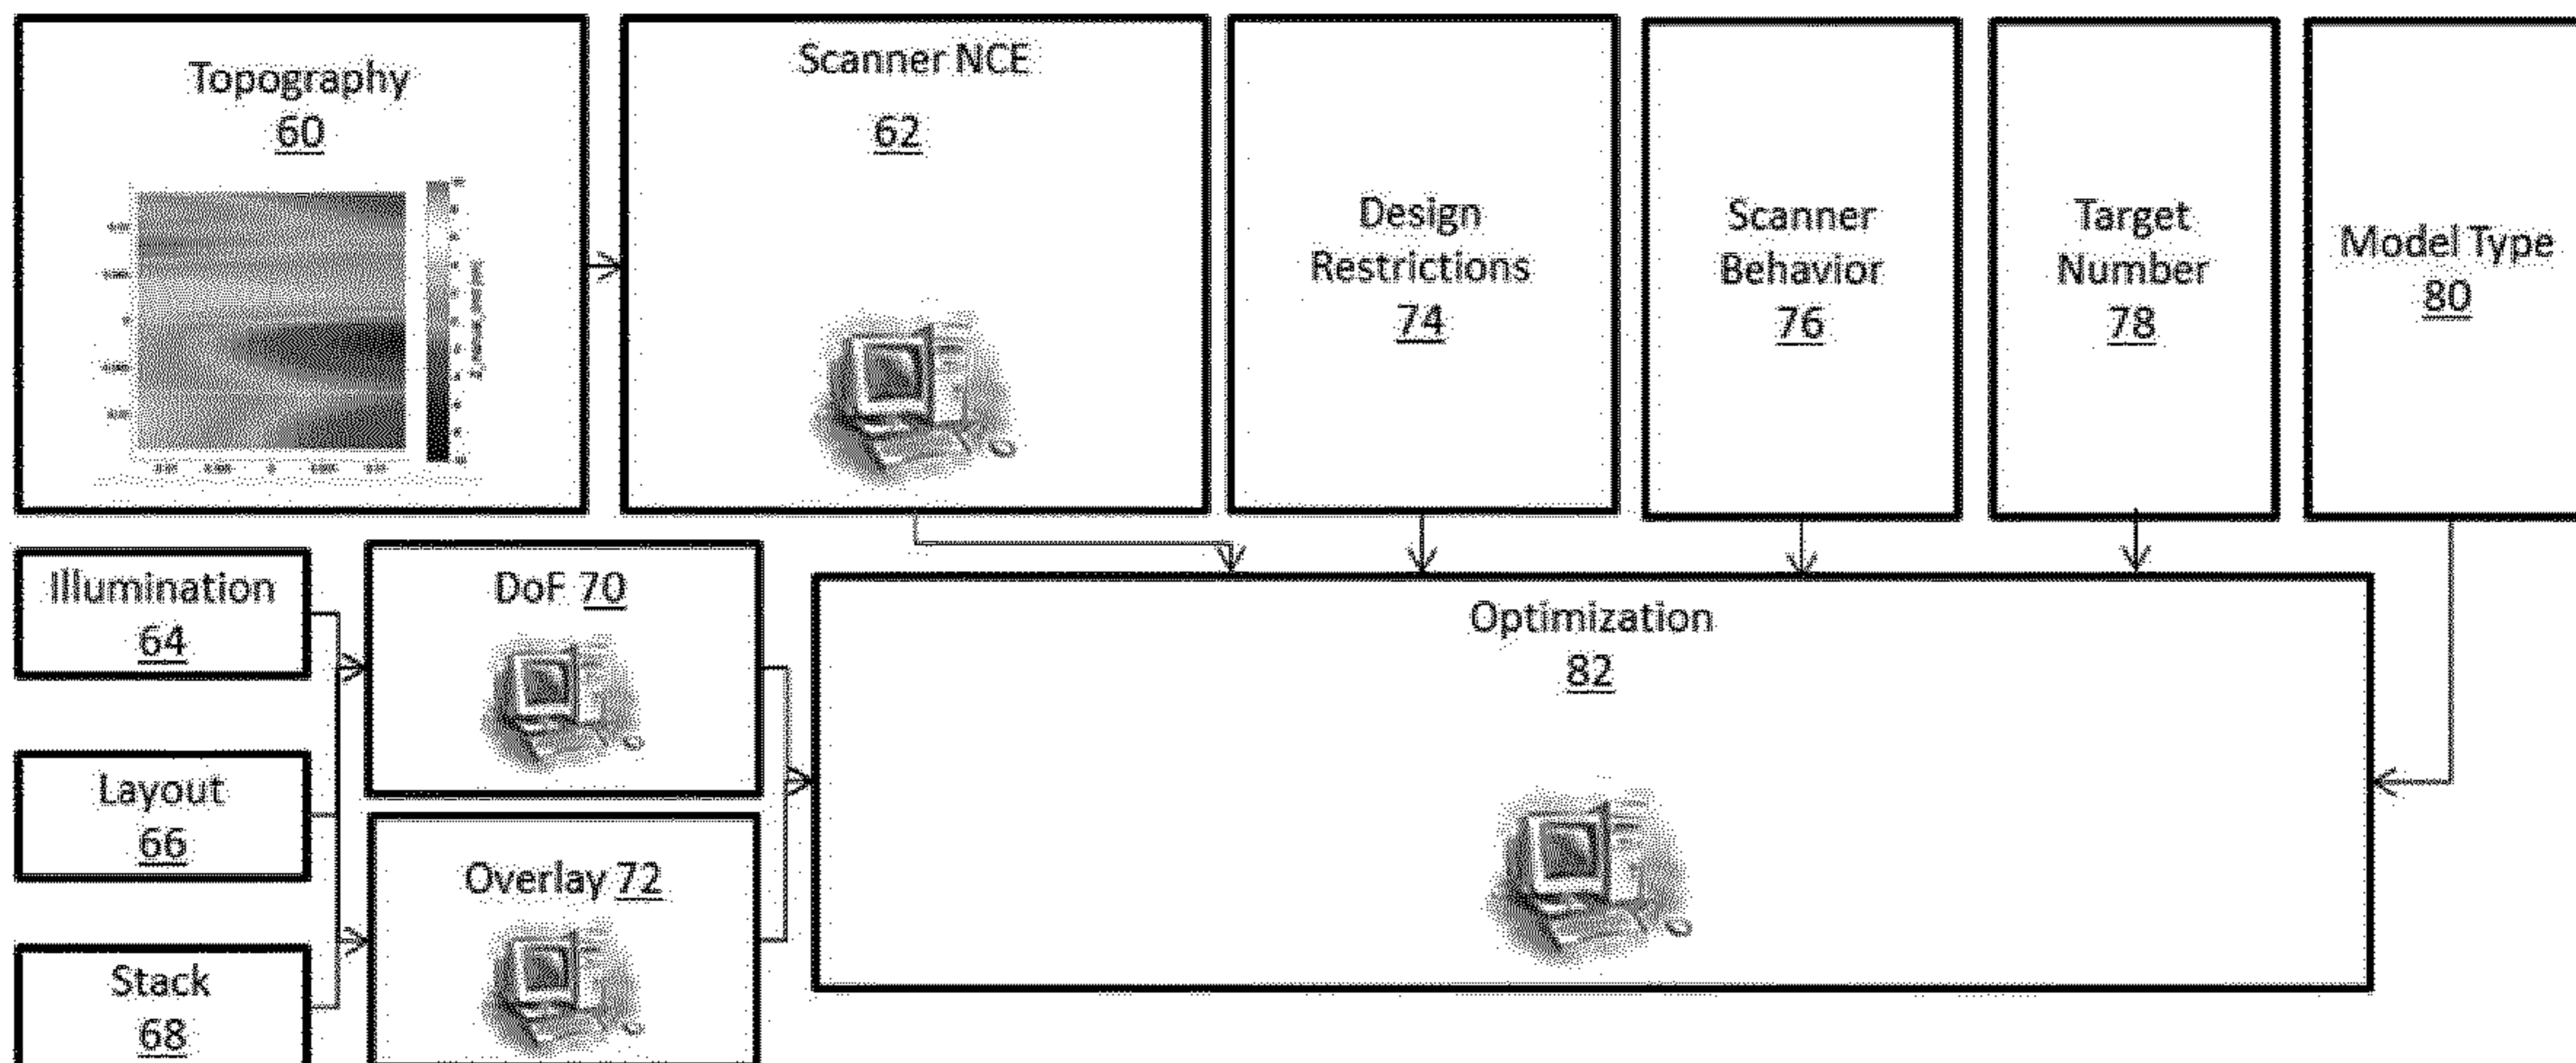 Topography
60
Scanner NCE
62
Design
Restrictions
74
Scanner
Behavior
76
Target
Number
78
Model Type
80
Illumination
64
Layout
66
Stack
68
DoF 70
Overlay 72
Optimization
82